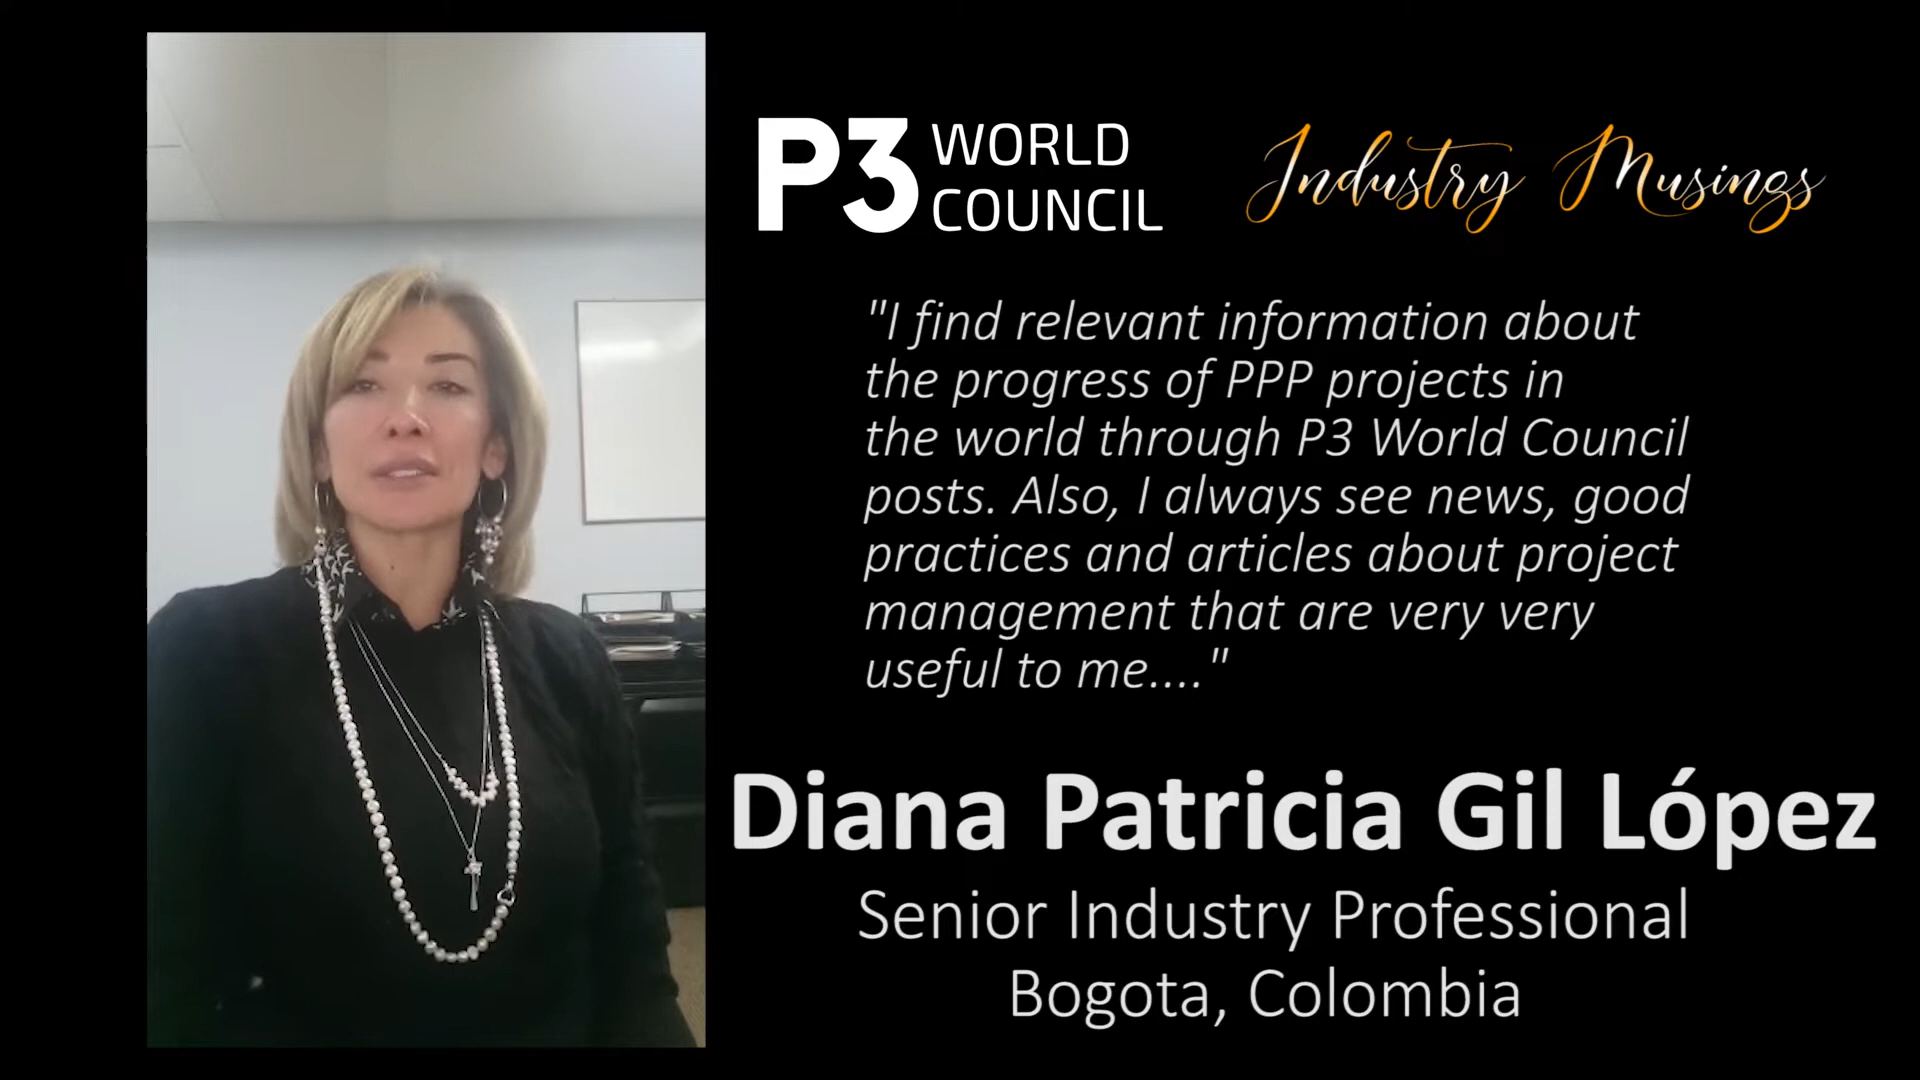 P3 WORLD COUNCIL
Industry Musings
"I find relevant information about
the progress of PPP projects in
the world through P3 World Council
posts. Also, I always see news, good
practices and articles about project
management that are very very
useful to me...."
Diana Patricia Gil López
Senior Industry Professional
Bogota, Colombia